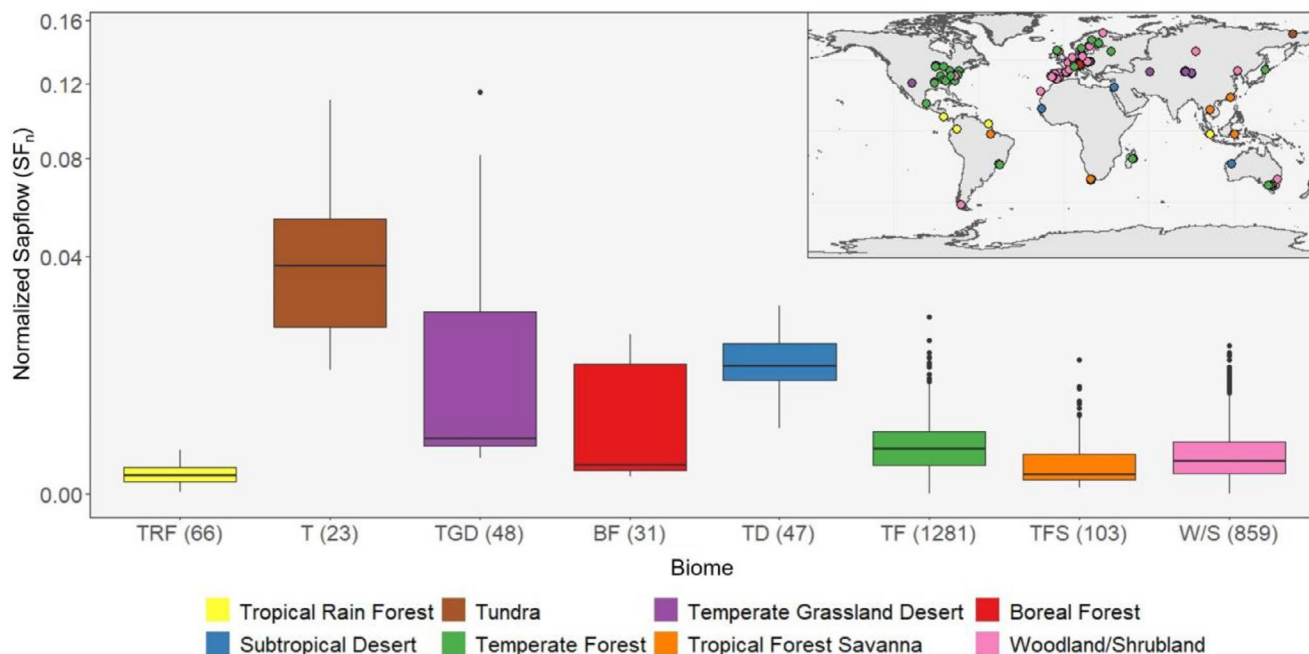 0.16
0.12
0.08
0.04
0.00
Normalized Sapflow (SFn)
TRF (66) T (23) TGD (48) BF (31) TD (47) TF (1281) TFS (103) W/S (859)
Biome
Tropical Rain Forest Tundra Temperate Grassland Desert Boreal Forest
Subtropical Desert Temperate Forest Tropical Forest Savanna Woodland/Shrubland